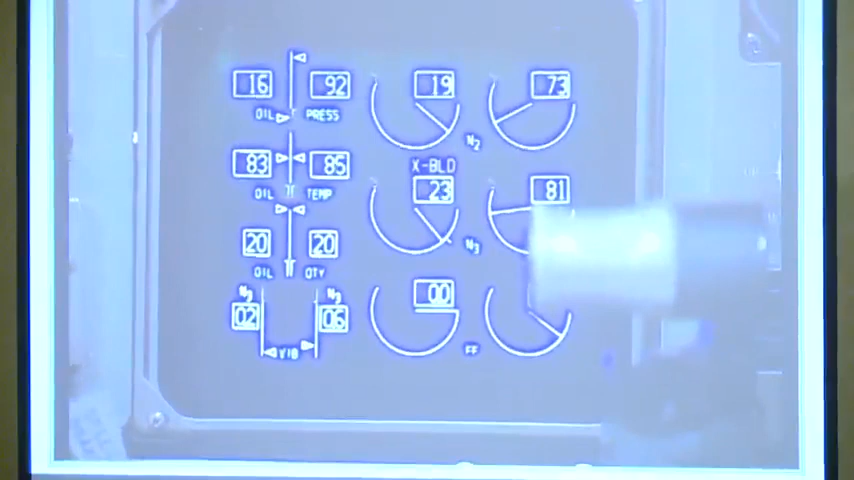 16 92 19 73
OIL PRESS
N2
X-BLD
83 85 23 81
OIL TEMP
N3
20 20
OIL QTY
00
N3 N3
02 06
VIB
FF